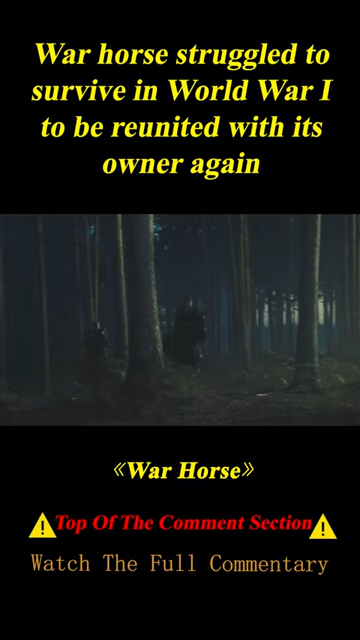 War horse struggled to
survive in World War I
to be reunited with its
owner again
《War Horse》
Top Of The Comment Section
Watch The Full Commentary